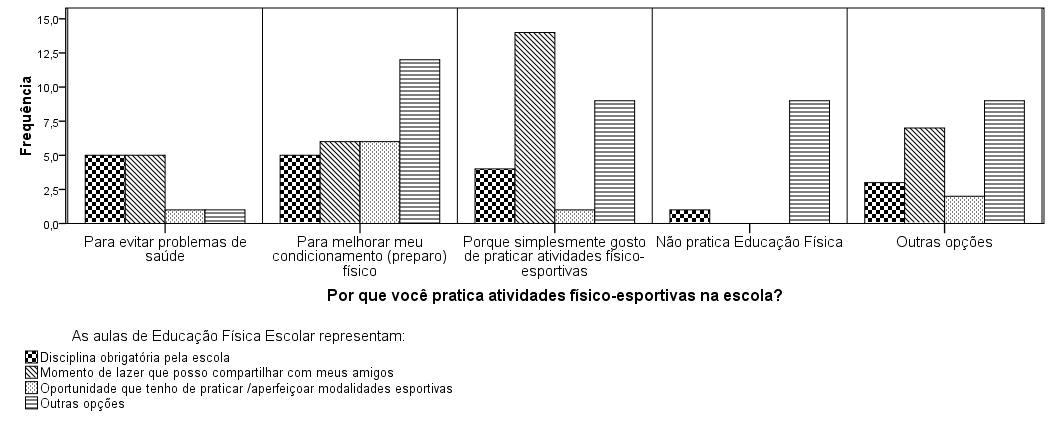 Frequência
15,0
12,5
10,0
7,5
5,0
2,5
0,0
Para evitar problemas de
saúde
Para melhorar meu
condicionamento (preparo)
físico
Porque simplesmente gosto
de praticar atividades físico-
esportivas
Não pratica Educação Física
Outras opções
Por que você pratica atividades físico-esportivas na escola?
As aulas de Educação Física Escolar representam:
Disciplina obrigatória pela escola
Momento de lazer que posso compartilhar com meus amigos
Oportunidade que tenho de praticar /aperfeiçoar modalidades esportivas
Outras opções